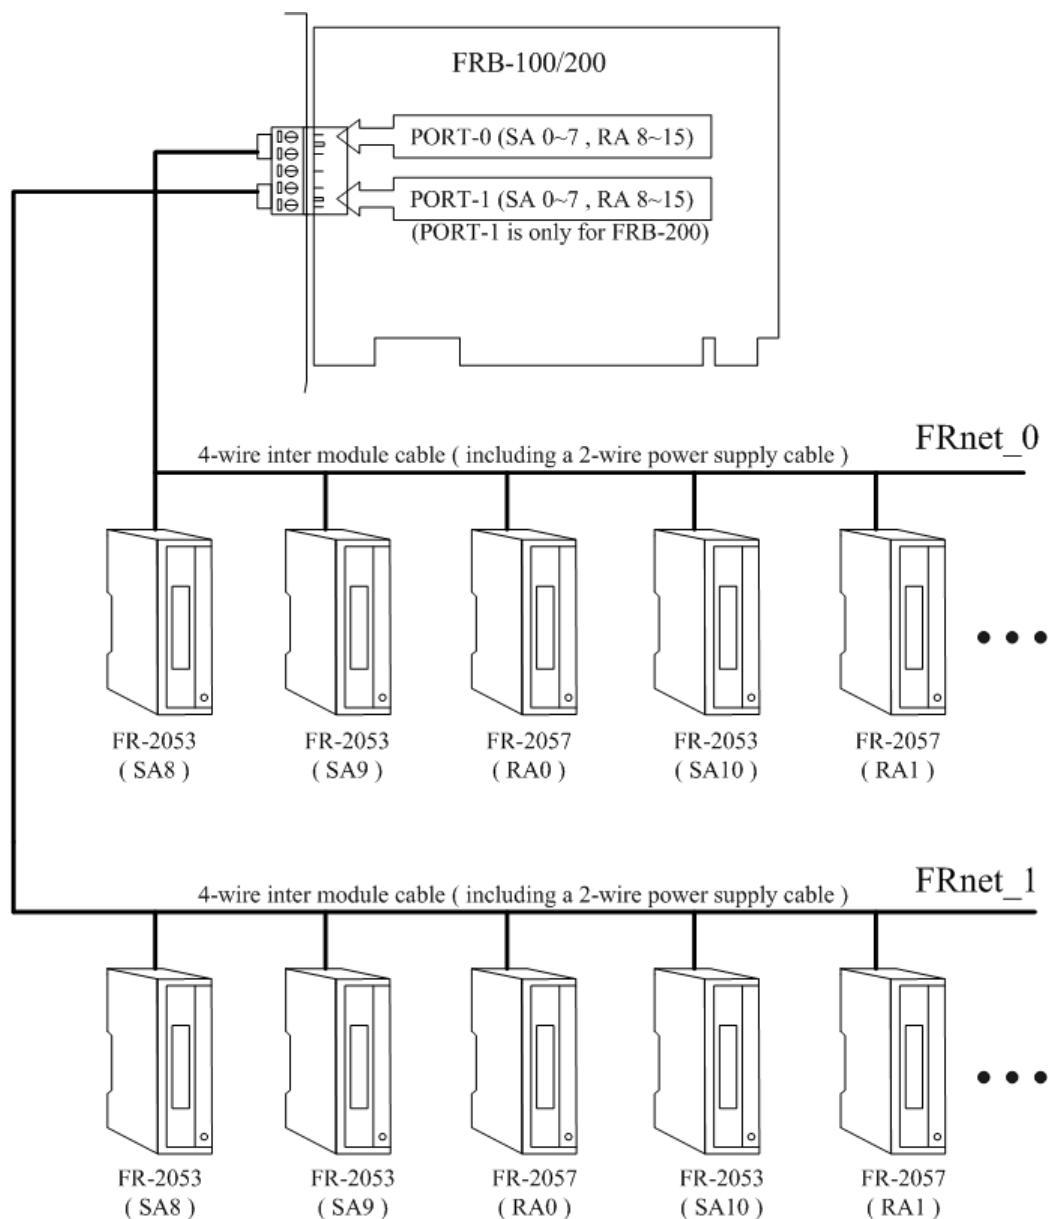 FRB-100/200
PORT-0 (SA 0~7 , RA 8~15)
PORT-1 (SA 0~7 , RA 8~15)
(PORT-1 is only for FRB-200)
FRnet_0
4-wire inter module cable ( including a 2-wire power supply cable )
FR-2053
( SA8 )
FR-2053
( SA9 )
FR-2057
( RA0 )
FR-2053
( SA10 )
FR-2057
( RA1 )
FRnet_1
4-wire inter module cable ( including a 2-wire power supply cable )
FR-2053
( SA8 )
FR-2053
( SA9 )
FR-2057
( RA0 )
FR-2053
( SA10 )
FR-2057
( RA1 )